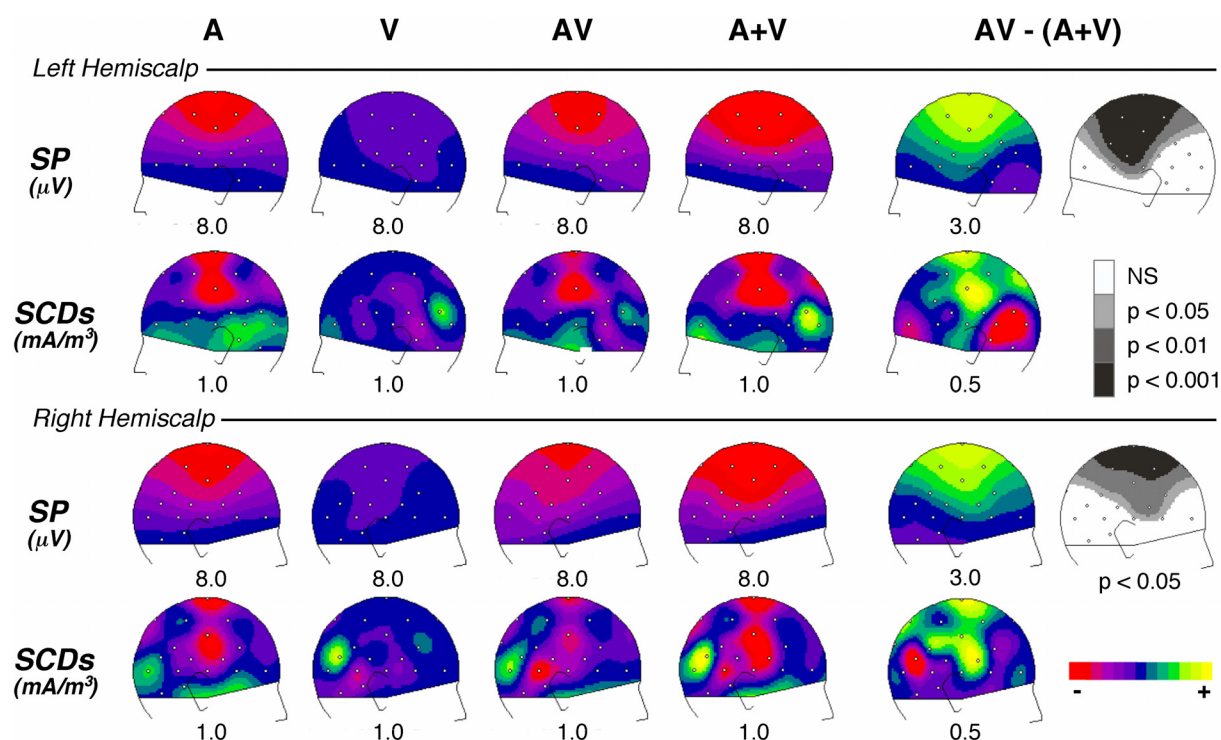 A V AV A+V AV - (A+V)
Left Hemiscalp
SP
(μV)
8.0 8.0 8.0 8.0 3.0
SCDs
(mA/m³)
1.0 1.0 1.0 1.0 0.5
NS
p < 0.05
p < 0.01
p < 0.001
Right Hemiscalp
SP
(μV)
8.0 8.0 8.0 8.0 3.0 p < 0.05
SCDs
(mA/m³)
1.0 1.0 1.0 1.0 0.5
- +